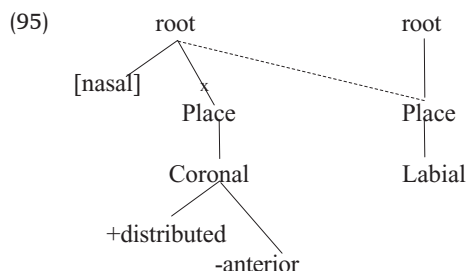 (95) root root
[nasal] x
Place Place
Coronal Labial
+distributed
-anterior